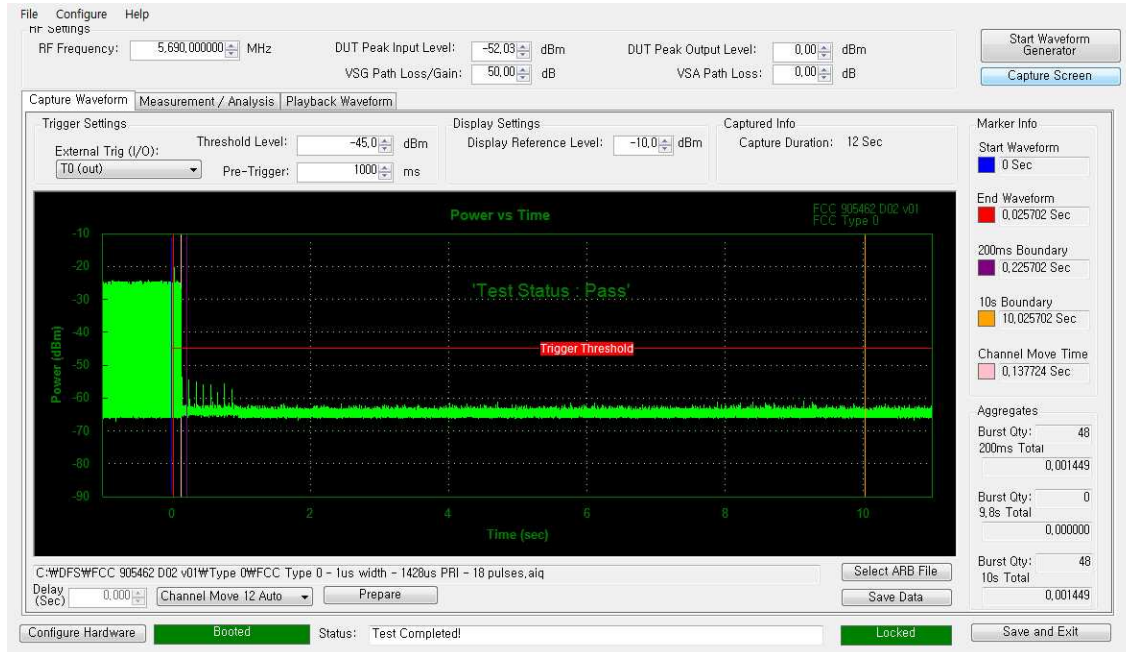 File Configure Help
RF Settings
RF Frequency: 5,690,000000 MHz DUT Peak Input Level: -52,03 dBm DUT Peak Output Level: 0,00 dBm
VSG Path Loss/Gain: 50,00 dB VSA Path Loss: 0,00 dB
Start Waveform
Generator
Capture Screen
Capture Waveform Measurement / Analysis Playback Waveform
Trigger Settings
External Trig (I/O):
T0 (out)
Threshold Level: -45,0 dBm
Pre-Trigger: 1000 ms
Display Settings
Display Reference Level: -10,0 dBm
Captured Info
Capture Duration: 12 Sec
Power vs Time
FCC 905462 D02 v01
FCC Type 0
'Test Status : Pass'
Trigger Threshold
Power (dBm)
-10
-20
-30
-40
-50
-60
-70
-80
-90
0 2 4 6 8 10
Time (sec)
Marker Info
Start Waveform
0 Sec
End Waveform
0,025702 Sec
200ms Boundary
0,225702 Sec
10s Boundary
10,025702 Sec
Channel Move Time
0,137724 Sec
Aggregates
Burst Qty: 48
200ms Total
0,001449
Burst Qty: 0
9,8s Total
0,000000
Burst Qty: 48
10s Total
0,001449
C:₩DFS₩FCC 905462 D02 v01₩Type 0₩FCC Type 0 - 1us width - 1428us PRI - 18 pulses,aiq
Select ARB File
Delay
(Sec) 0,000 Channel Move 12 Auto Prepare
Save Data
Configure Hardware Booted Status: Test Completed! Locked Save and Exit